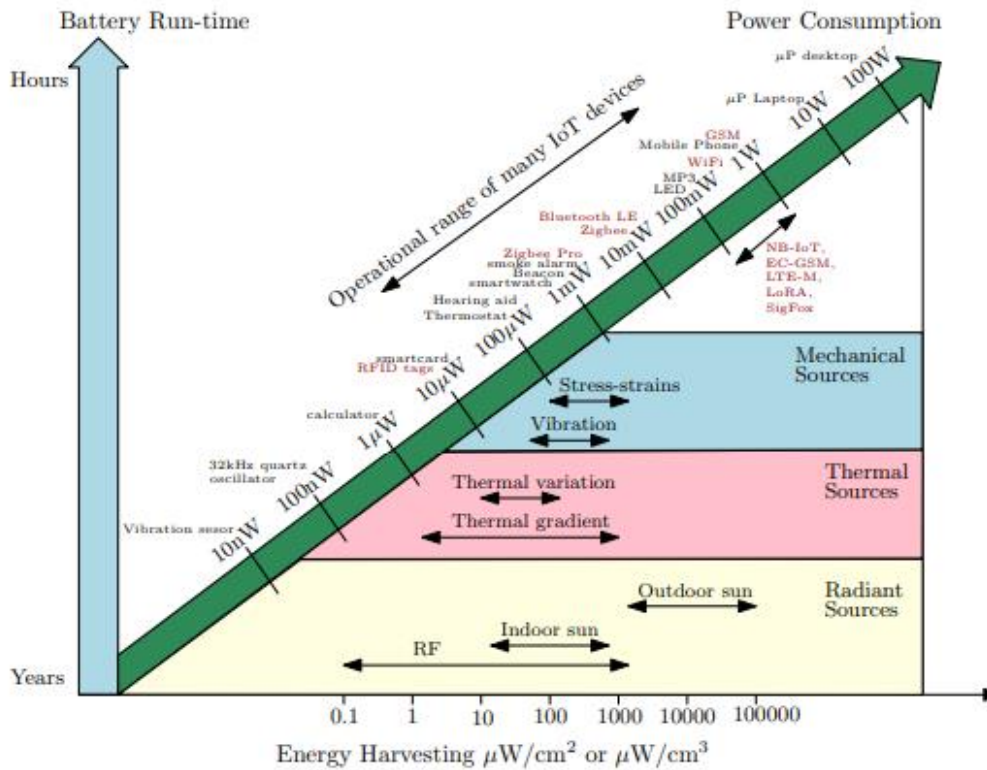 Battery Run-time
Power Consumption
Hours
Years
Operational range of many IoT devices
µP desktop
100W
µP Laptop
10W
GSM
Mobile Phone
1W
WiFi
MP3
LED
100mW
Bluetooth LE
Zigbee
10mW
Zigbee Pro
smoke alarm
Beacon
smartwatch
1mW
Hearing aid
Thermostat
100µW
smartcard
RFID tags
10µW
calculator
1µW
32kHz quartz
oscillator
100nW
Vibration sesor
10nW
NB-IoT,
EC-GSM,
LTE-M,
LoRA,
SigFox
Mechanical
Sources
Stress-strains
Vibration
Thermal
Sources
Thermal variation
Thermal gradient
Radiant
Sources
Outdoor sun
Indoor sun
RF
0.1 1 10 100 1000 10000 100000
Energy Harvesting µW/cm² or µW/cm³